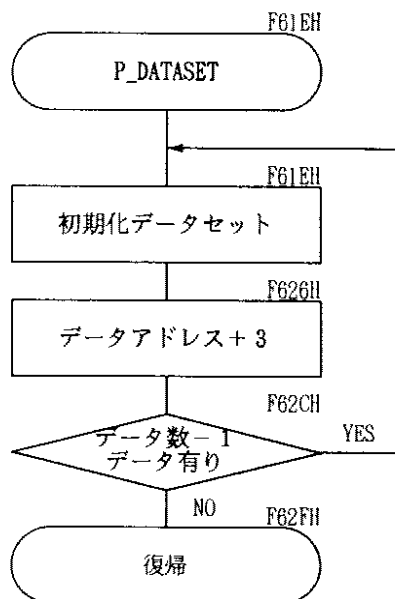 F61EH
P_DATASET
F61EH
初期化データセット
F626H
データアドレス+3
F62CH
データ数-1
データ有り
YES
NO
F62FH
復帰